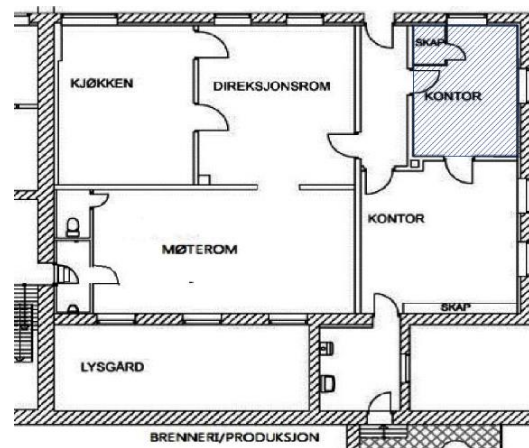 SKAP
KJØKKEN
DIREKSJONSROM
KONTOR
KONTOR
MØTEROM
SKAP
LYSGÅRD
BRENNERI/PRODUKSJON